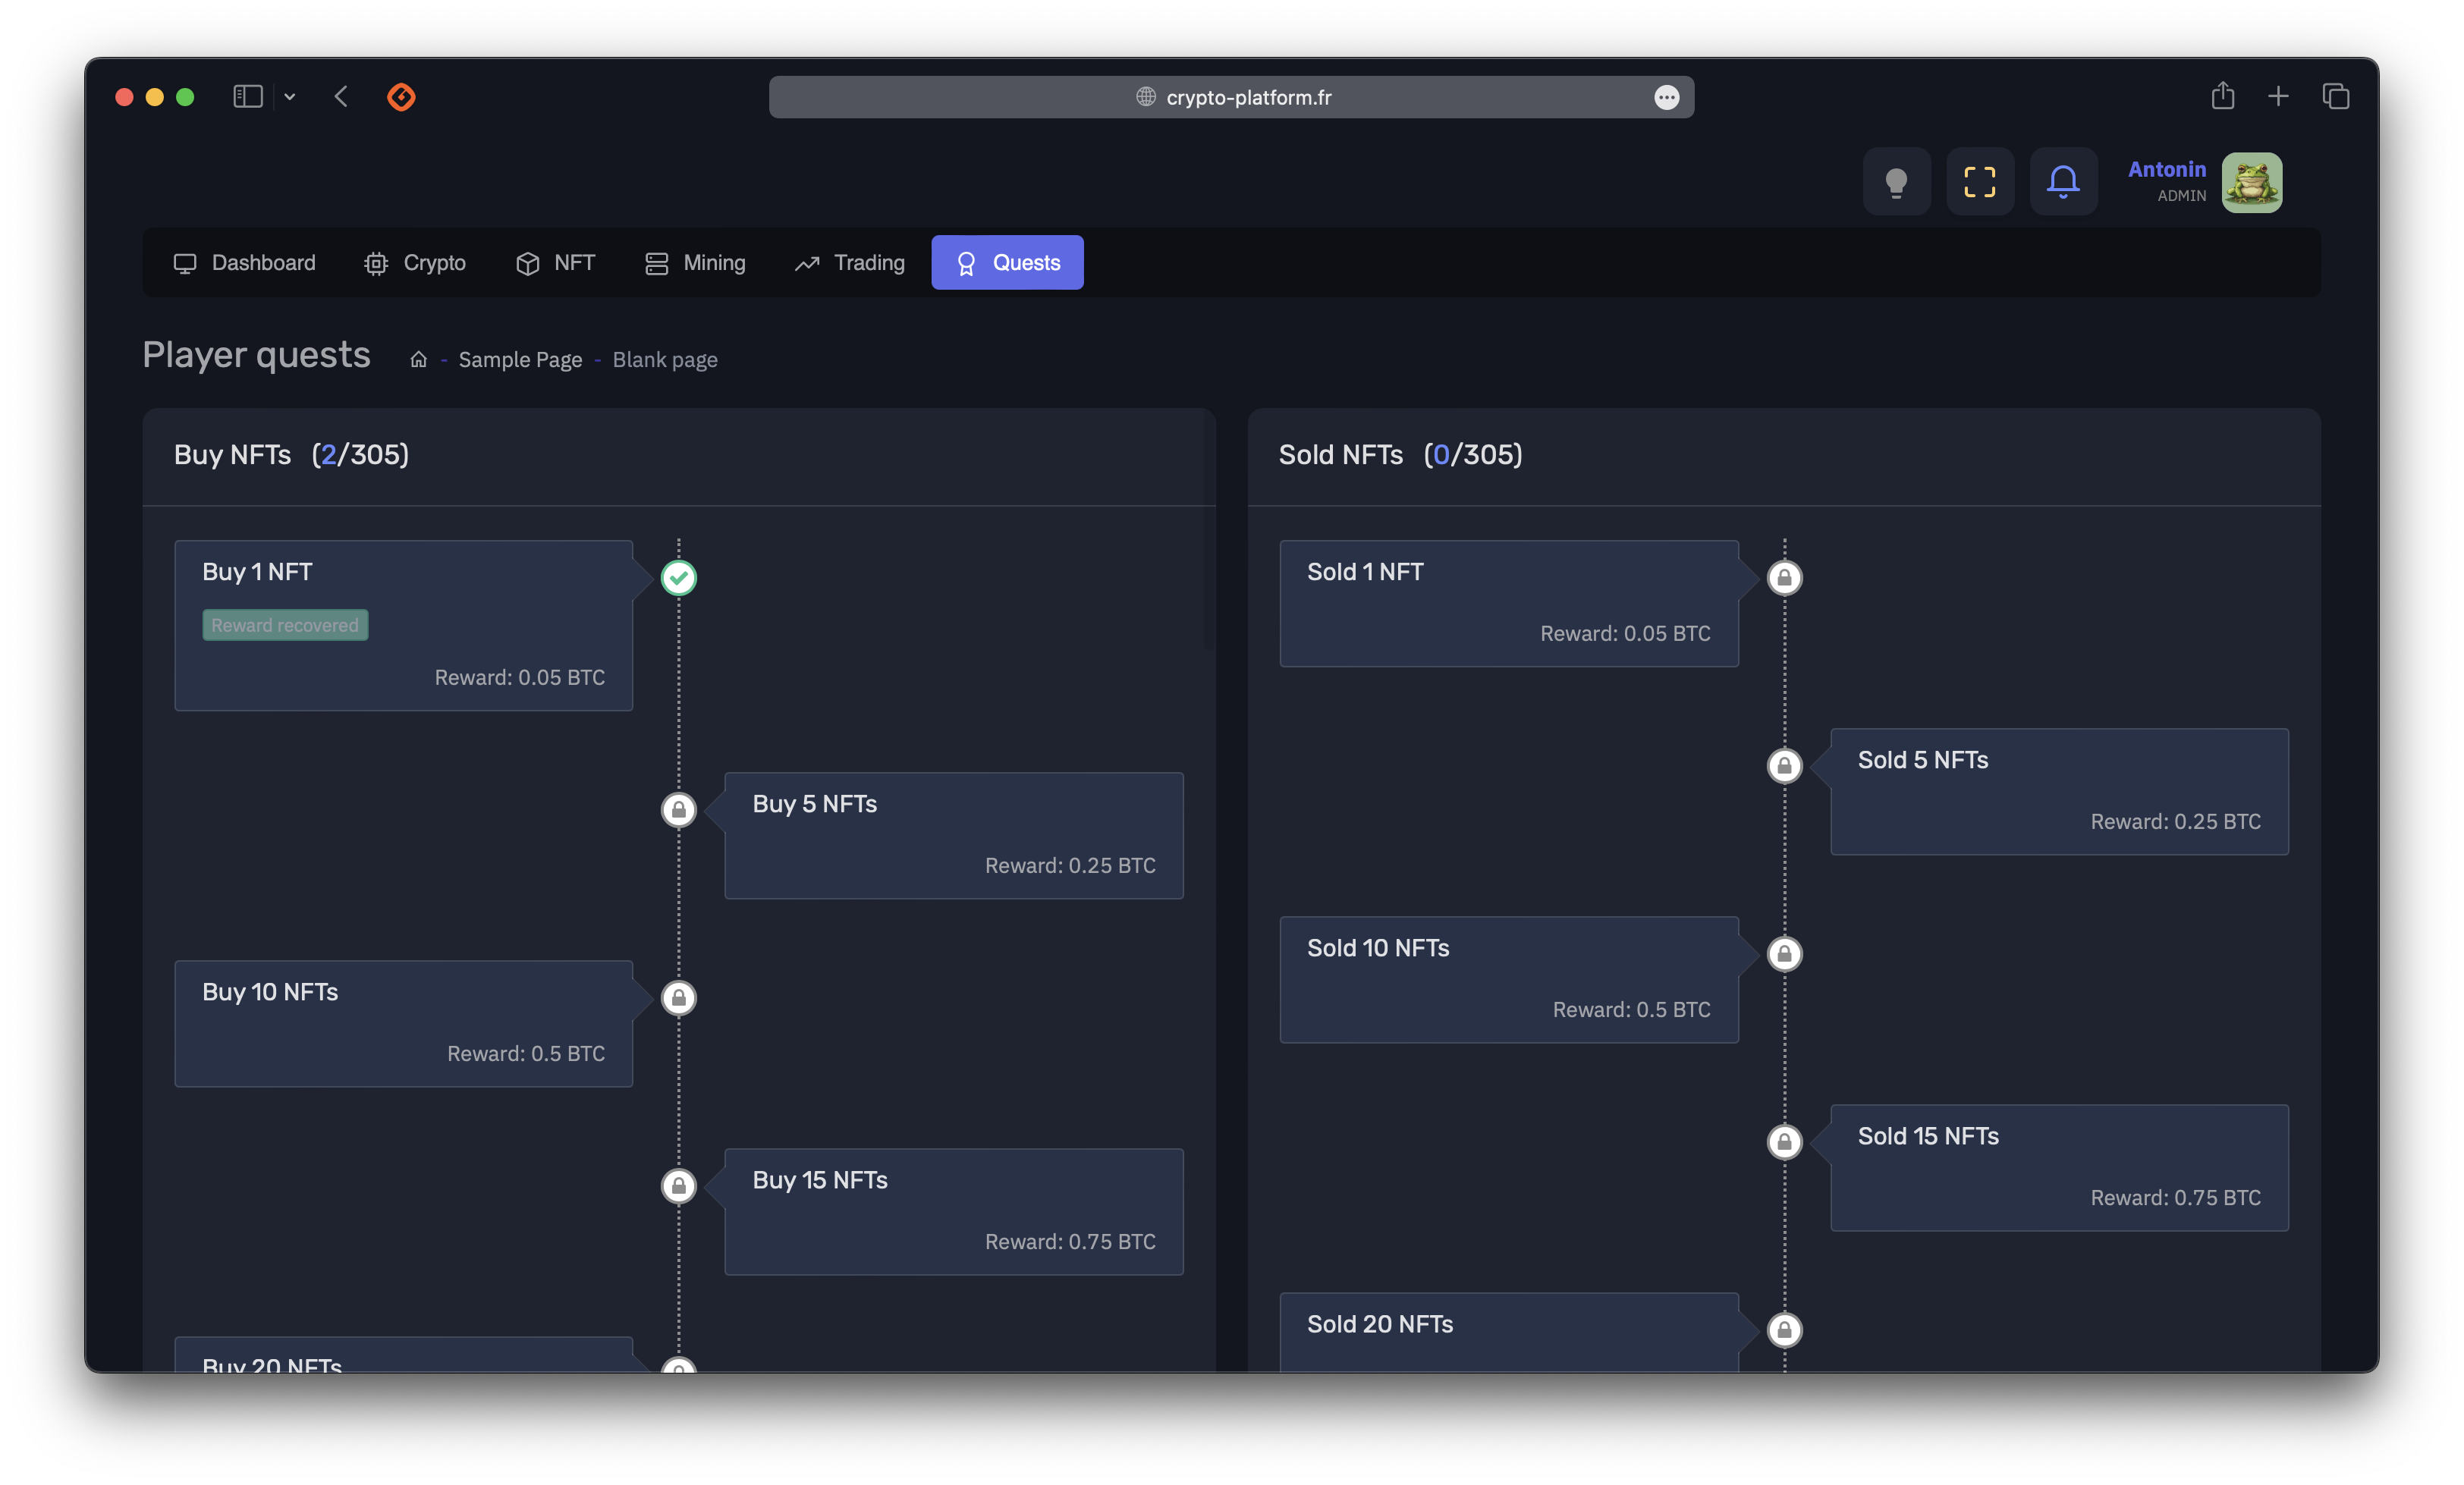 crypto-platform.fr
Antonin
ADMIN
Dashboard
Crypto
NFT
Mining
Trading
Quests
Player quests
- Sample Page - Blank page
Buy NFTs (2/305)
Buy 1 NFT
Reward recovered
Reward: 0.05 BTC
Buy 5 NFTs
Reward: 0.25 BTC
Buy 10 NFTs
Reward: 0.5 BTC
Buy 15 NFTs
Reward: 0.75 BTC
Buy 20 NFTs
Sold NFTs (0/305)
Sold 1 NFT
Reward: 0.05 BTC
Sold 5 NFTs
Reward: 0.25 BTC
Sold 10 NFTs
Reward: 0.5 BTC
Sold 15 NFTs
Reward: 0.75 BTC
Sold 20 NFTs